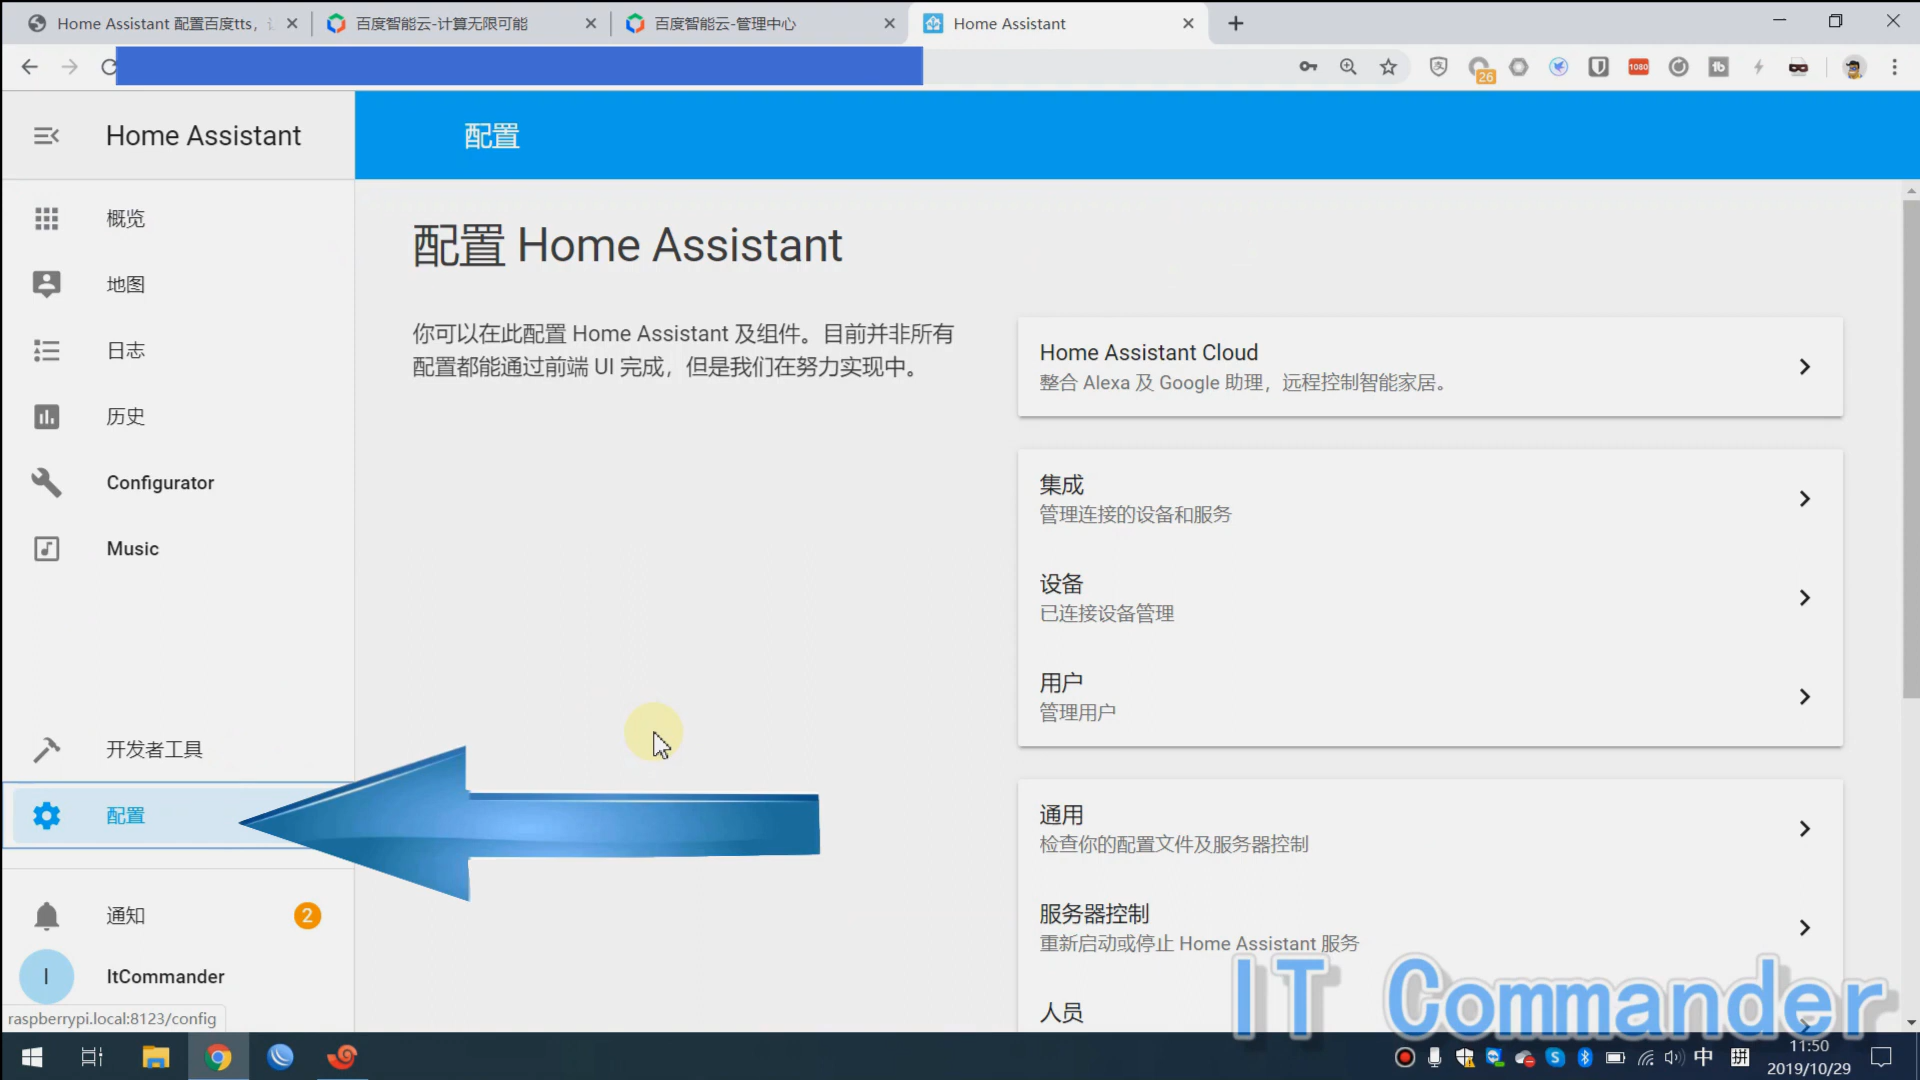 Home Assistant 配置百度tts,
百度智能云-计算无限可能
百度智能云-管理中心
Home Assistant
26
1080
Home Assistant
配置
概览
地图
日志
历史
Configurator
Music
开发者工具
配置
通知
2
I
ItCommander
raspberrypi.local:8123/config
配置 Home Assistant
你可以在此配置 Home Assistant 及组件。目前并非所有
配置都能通过前端 UI 完成，但是我们在努力实现中。
Home Assistant Cloud
整合 Alexa 及 Google 助理，远程控制智能家居。
集成
管理连接的设备和服务
设备
已连接设备管理
用户
管理用户
通用
检查你的配置文件及服务器控制
服务器控制
重新启动或停止 Home Assistant 服务
人员
IT Commander
中
拼
11:50
2019/10/29